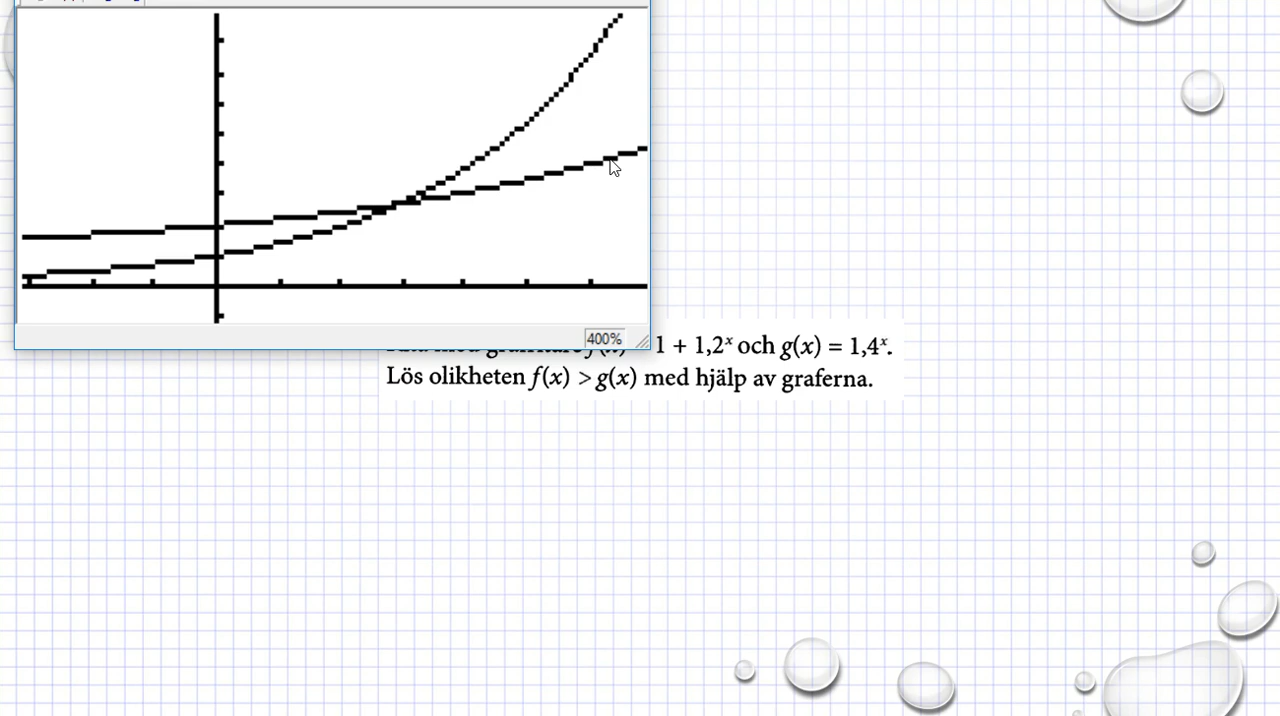 400%
1 + 1,2ˣ och g(x) = 1,4ˣ.
Lös olikheten f(x) > g(x) med hjälp av graferna.